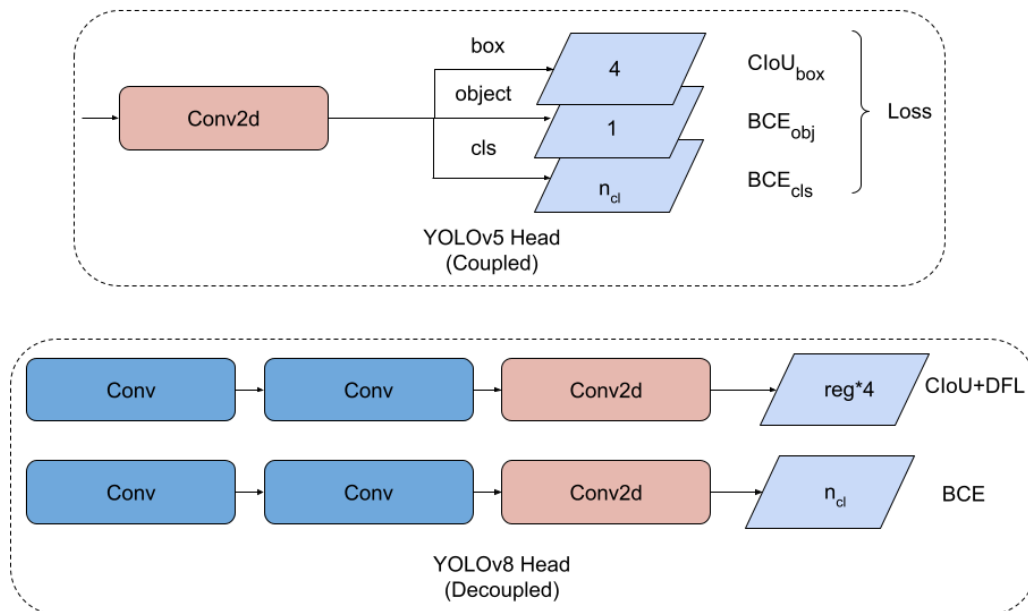 box
4
CIoU_box
object
Conv2d
1
BCE_obj
Loss
cls
n_cl
BCE_cls
YOLOv5 Head
(Coupled)
Conv
Conv
Conv2d
reg*4
CIoU+DFL
Conv
Conv
Conv2d
n_cl
BCE
YOLOv8 Head
(Decoupled)